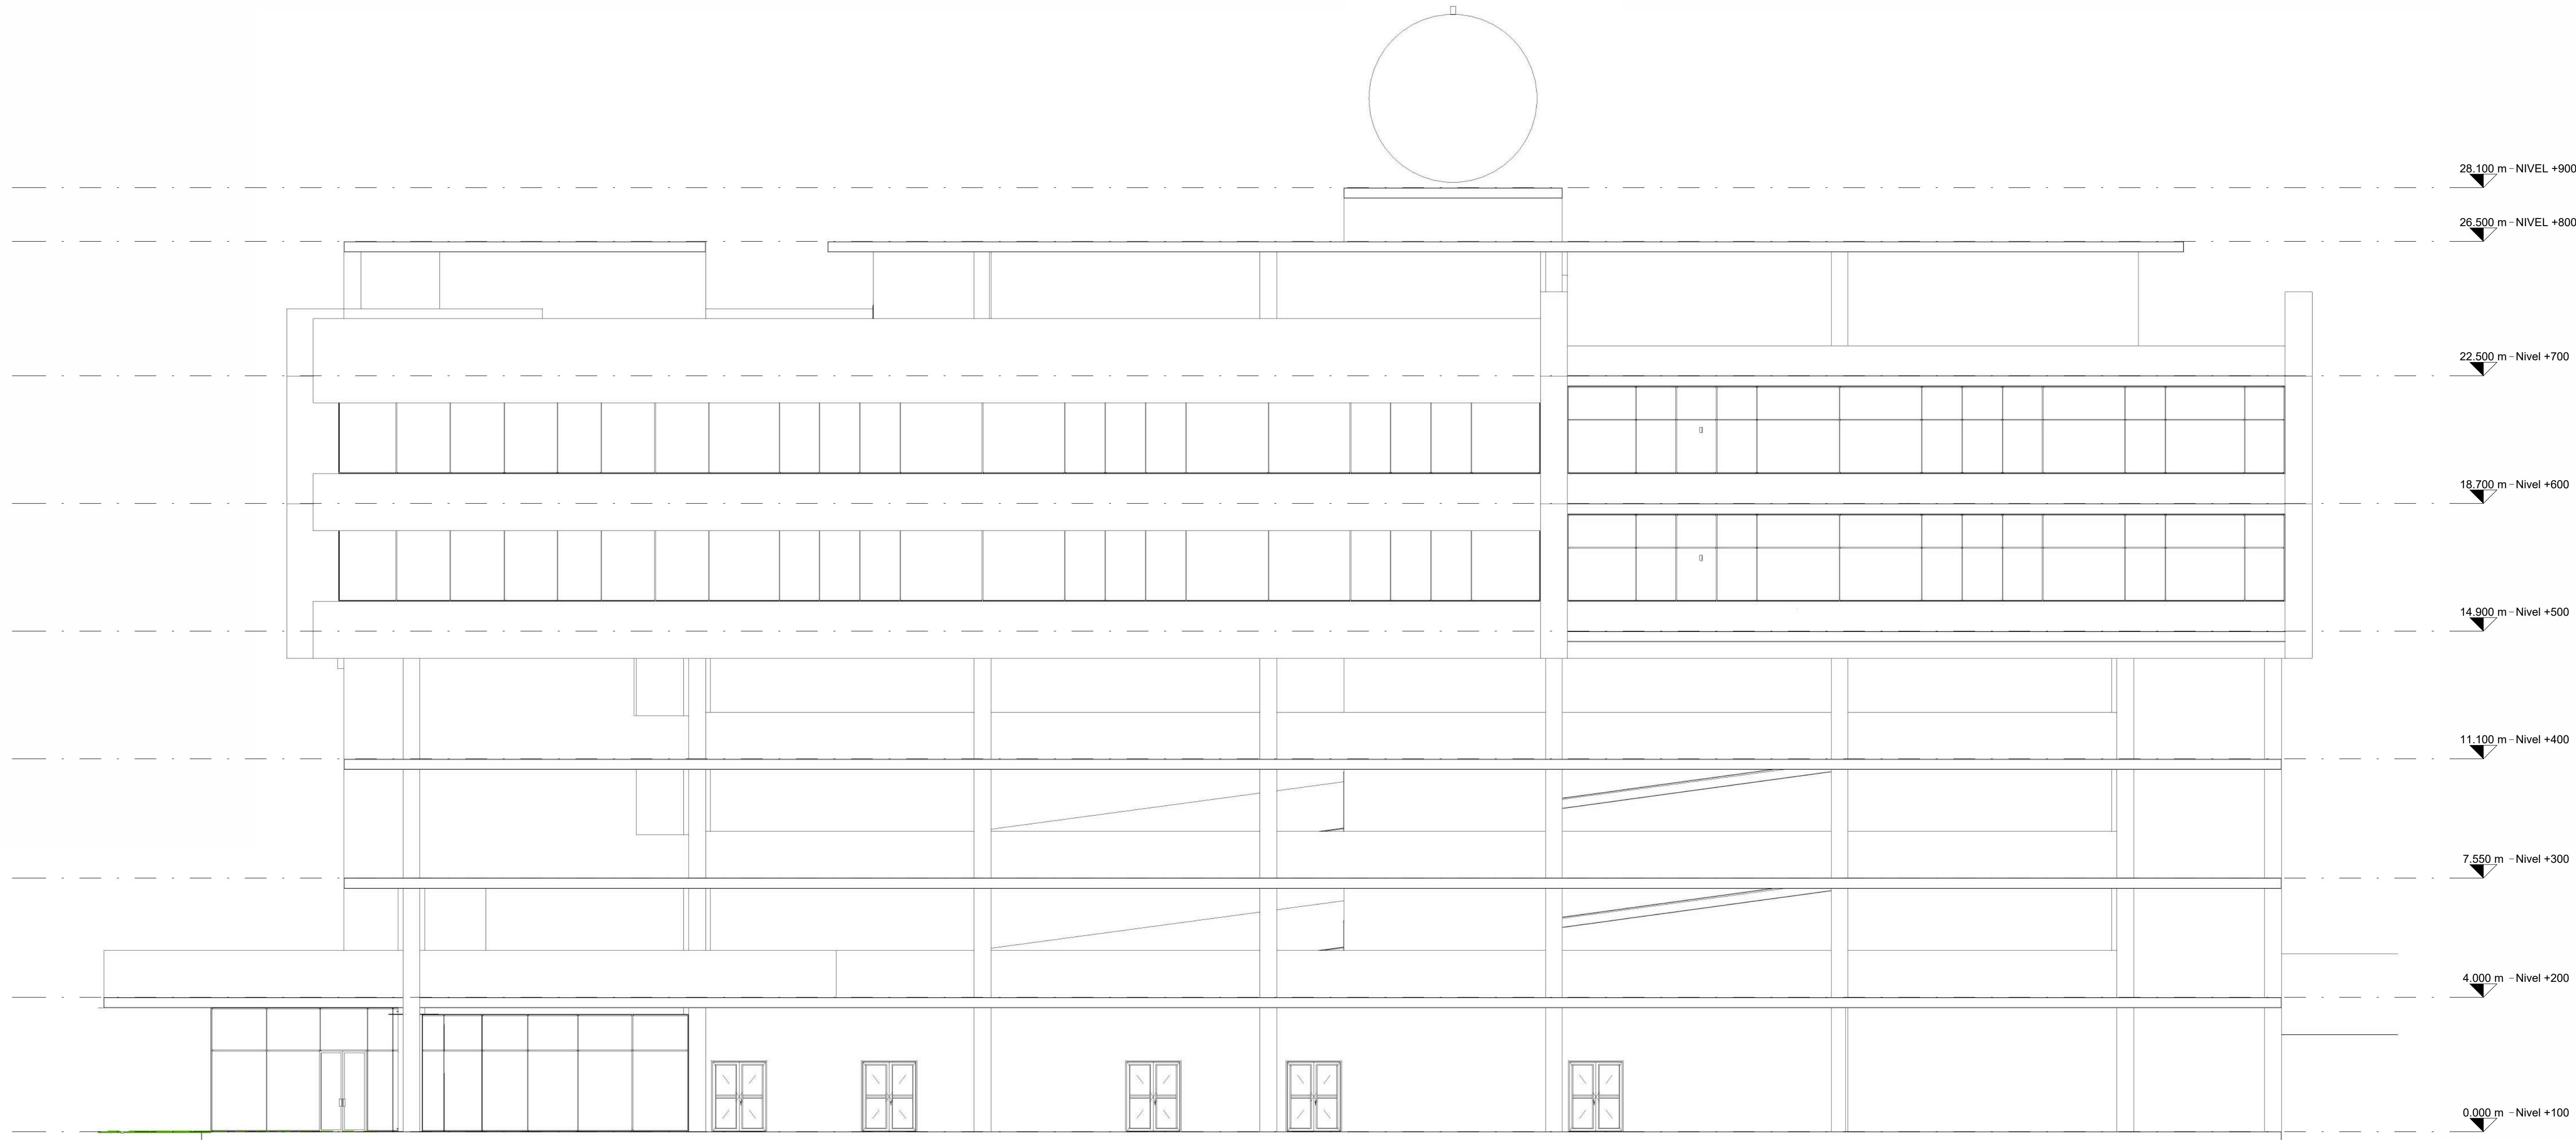 28.100 m - NIVEL +900
26.500 m - NIVEL +800
22.500 m - Nivel +700
18.700 m - Nivel +600
14.900 m - Nivel +500
11.100 m - Nivel +400
7.550 m - Nivel +300
4.000 m - Nivel +200
0.000 m - Nivel +100